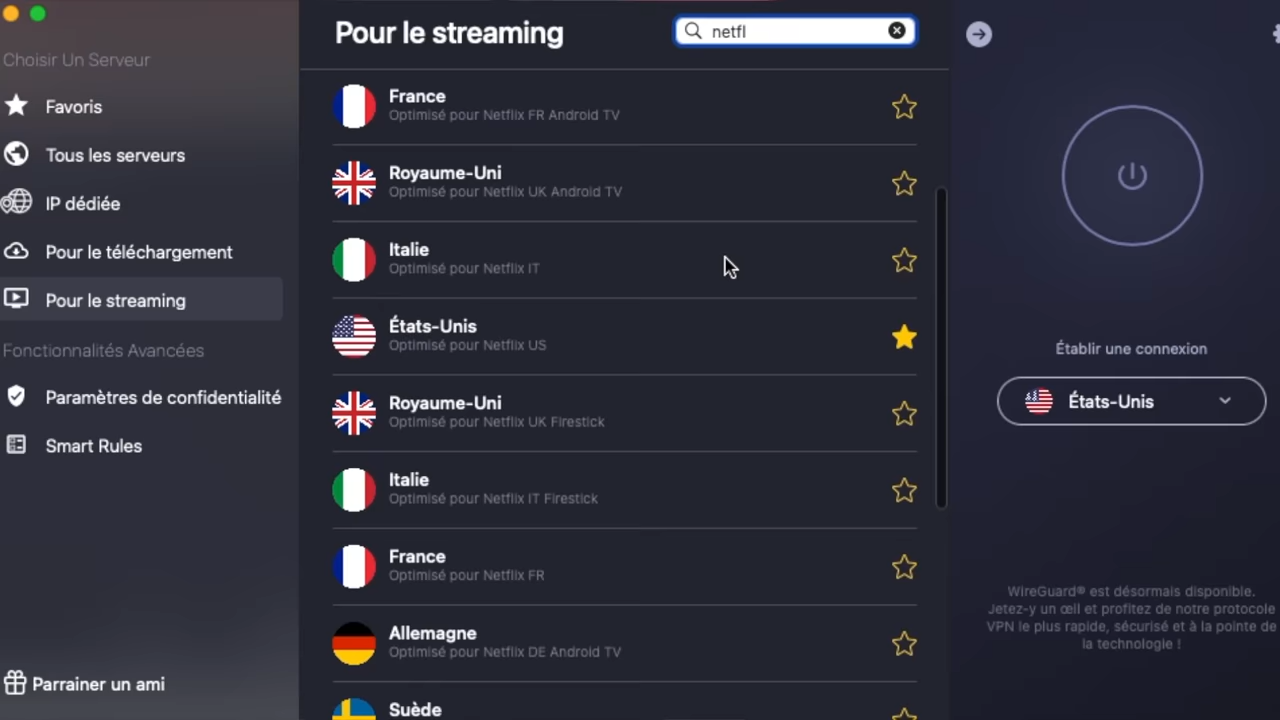 Choisir Un Serveur
Favoris
Tous les serveurs
IP dédiée
Pour le téléchargement
Pour le streaming
Fonctionnalités Avancées
Paramètres de confidentialité
Smart Rules
Parrainer un ami
Pour le streaming
netfl
France
Optimisé pour Netflix FR Android TV
Royaume-Uni
Optimisé pour Netflix UK Android TV
Italie
Optimisé pour Netflix IT
États-Unis
Optimisé pour Netflix US
Royaume-Uni
Optimisé pour Netflix UK Firestick
Italie
Optimisé pour Netflix IT Firestick
France
Optimisé pour Netflix FR
Allemagne
Optimisé pour Netflix DE Android TV
Suède
Établir une connexion
États-Unis
WireGuard® est désormais disponible.
Jetez-y un œil et profitez de notre protocole
VPN le plus rapide, sécurisé et à la pointe de
la technologie !